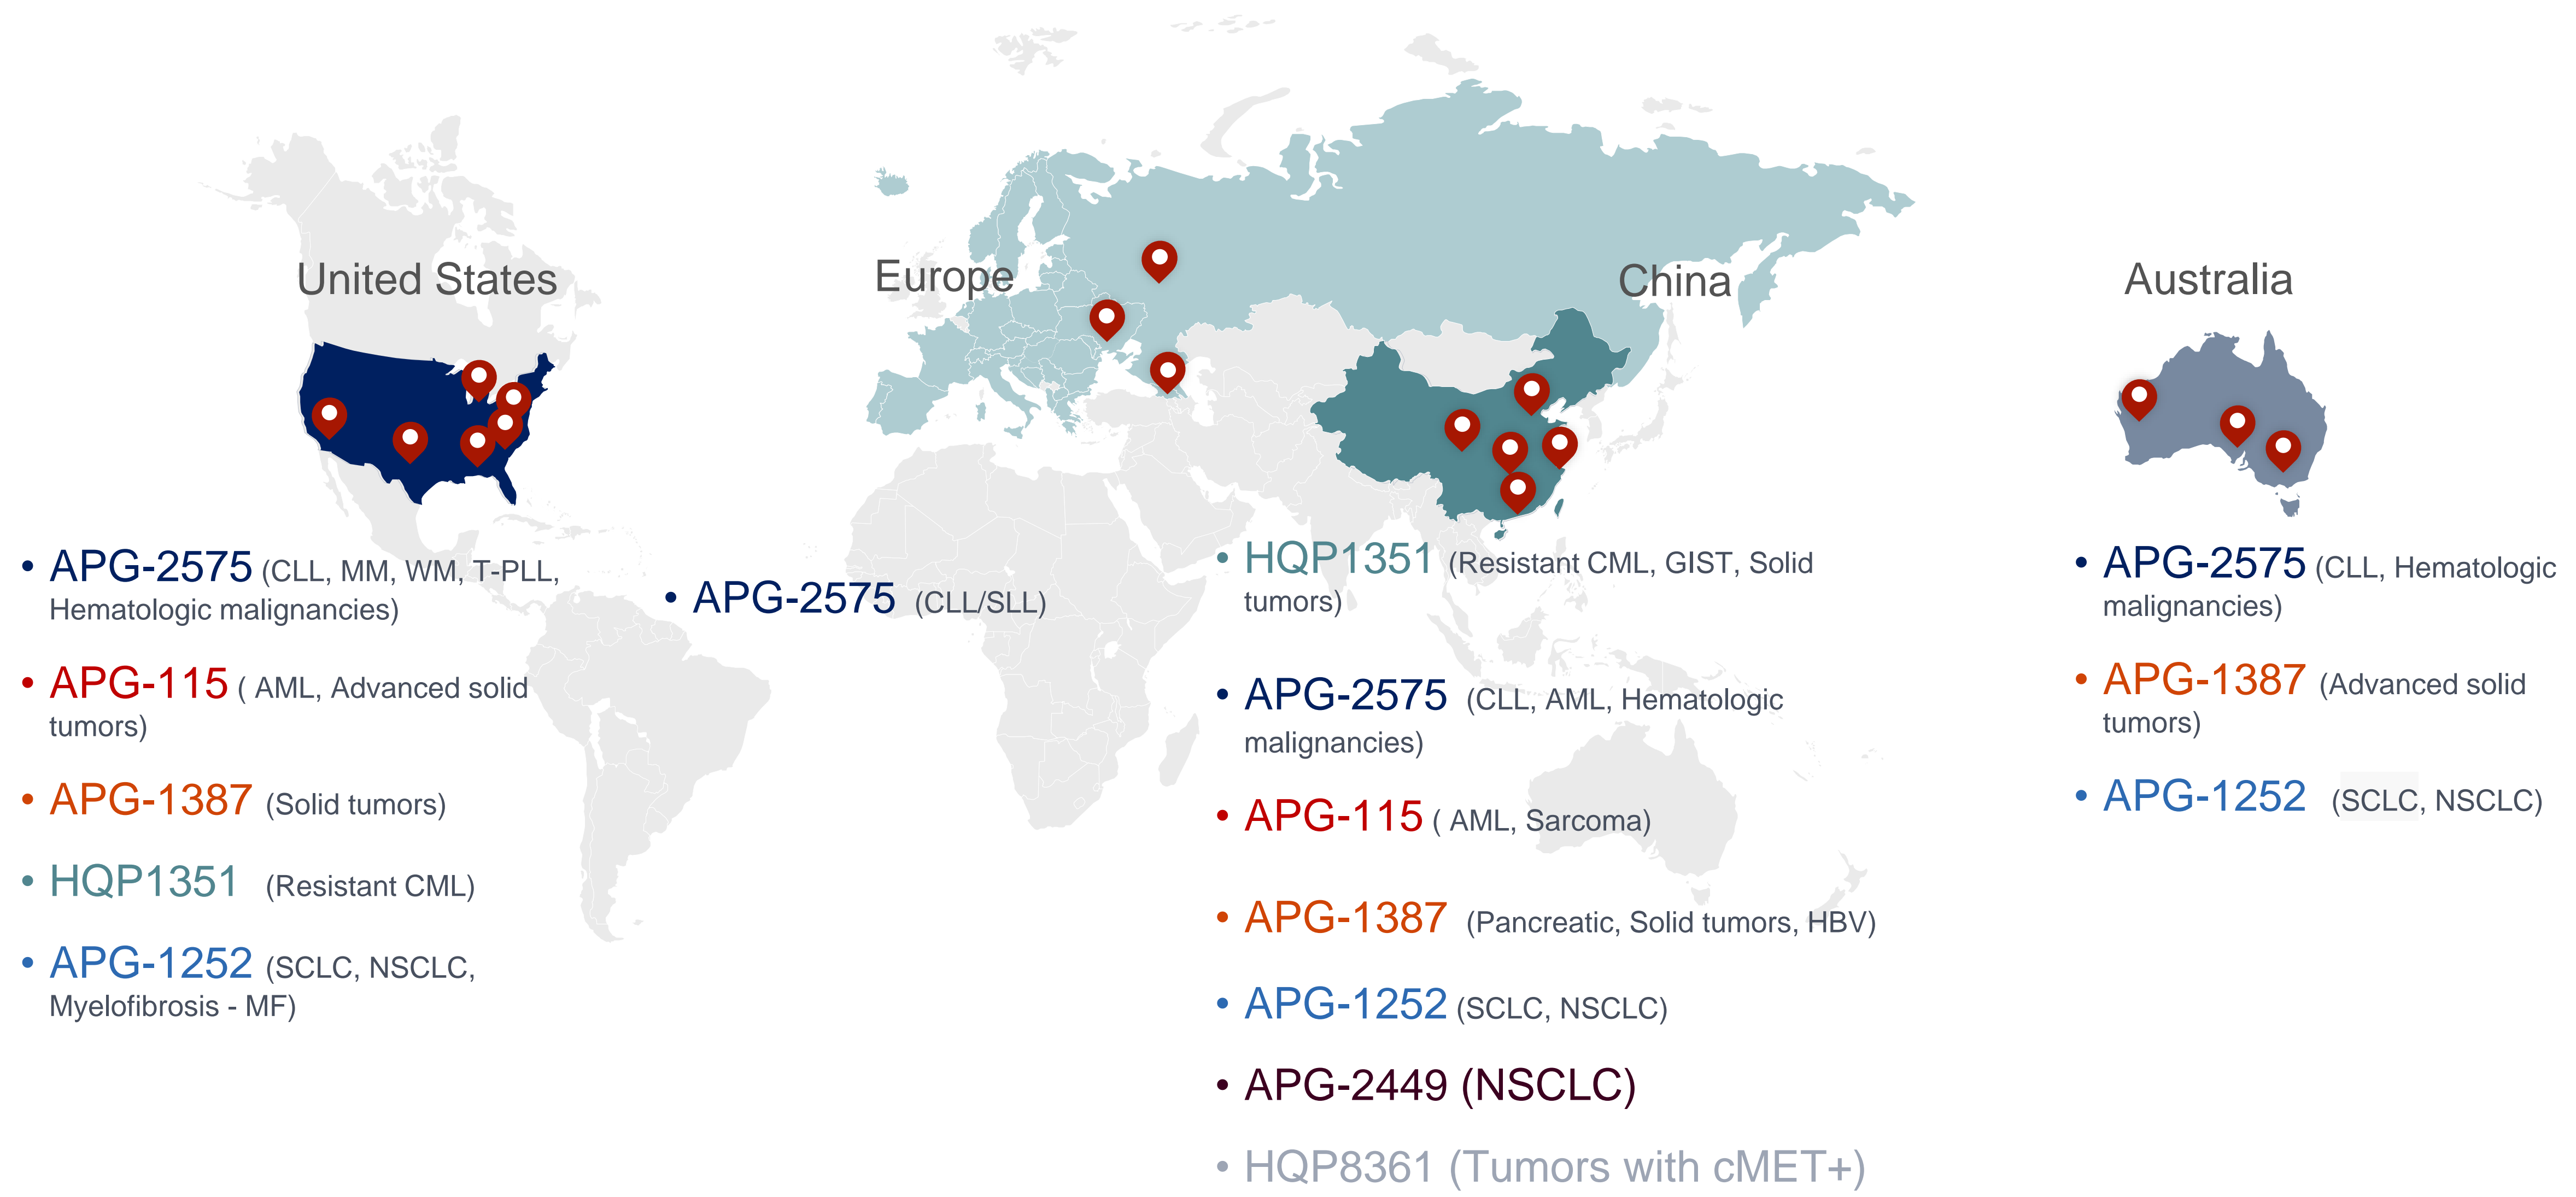 United States
• APG-2575 (CLL, MM, WM, T-PLL,
Hematologic malignancies)
• APG-115 ( AML, Advanced solid
tumors)
• APG-1387 (Solid tumors)
• HQP1351 (Resistant CML)
• APG-1252 (SCLC, NSCLC,
Myelofibrosis - MF)
Europe
• APG-2575 (CLL/SLL)
China
• HQP1351 (Resistant CML, GIST, Solid
tumors)
• APG-2575 (CLL, AML, Hematologic
malignancies)
• APG-115 ( AML, Sarcoma)
• APG-1387 (Pancreatic, Solid tumors, HBV)
• APG-1252 (SCLC, NSCLC)
• APG-2449 (NSCLC)
• HQP8361 (Tumors with cMET+)
Australia
• APG-2575 (CLL, Hematologic
malignancies)
• APG-1387 (Advanced solid
tumors)
• APG-1252 (SCLC, NSCLC)